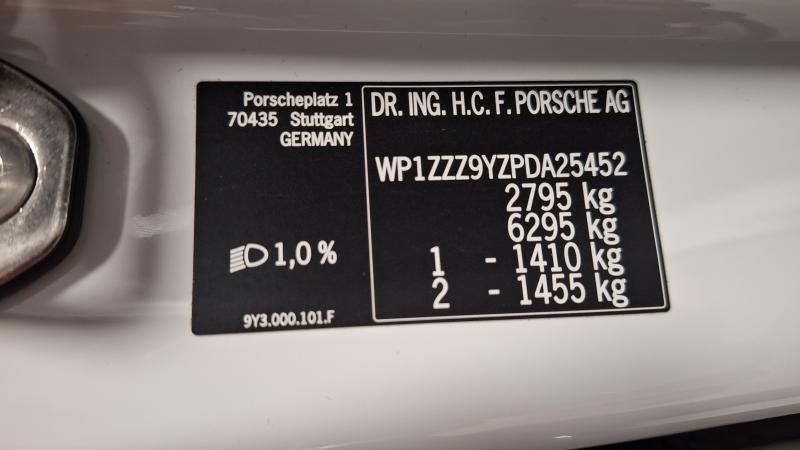 Porscheplatz 1
70435 Stuttgart
GERMANY
1,0 %
9Y3.000.101.F
DR. ING. H.C. F. PORSCHE AG
WP1ZZZ9YZPDA25452
2795 kg
6295 kg
1 - 1410 kg
2 - 1455 kg